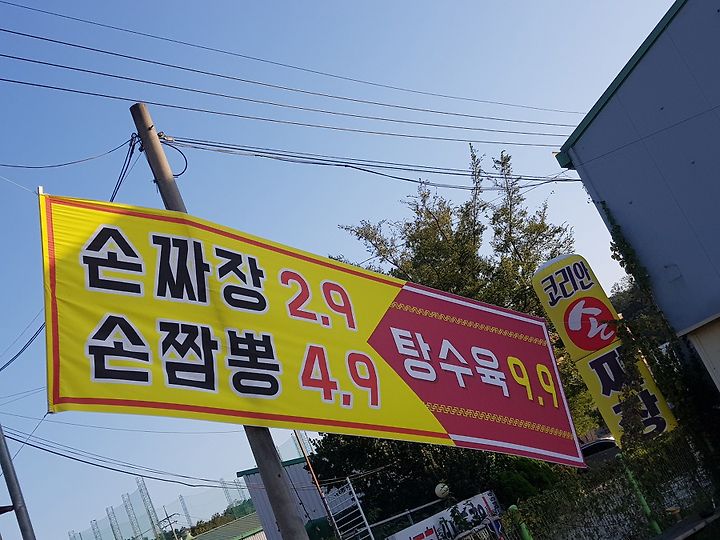 손짜장 2.9
손짬뽕 4.9
탕수육 9.9
코리안
손
짜장